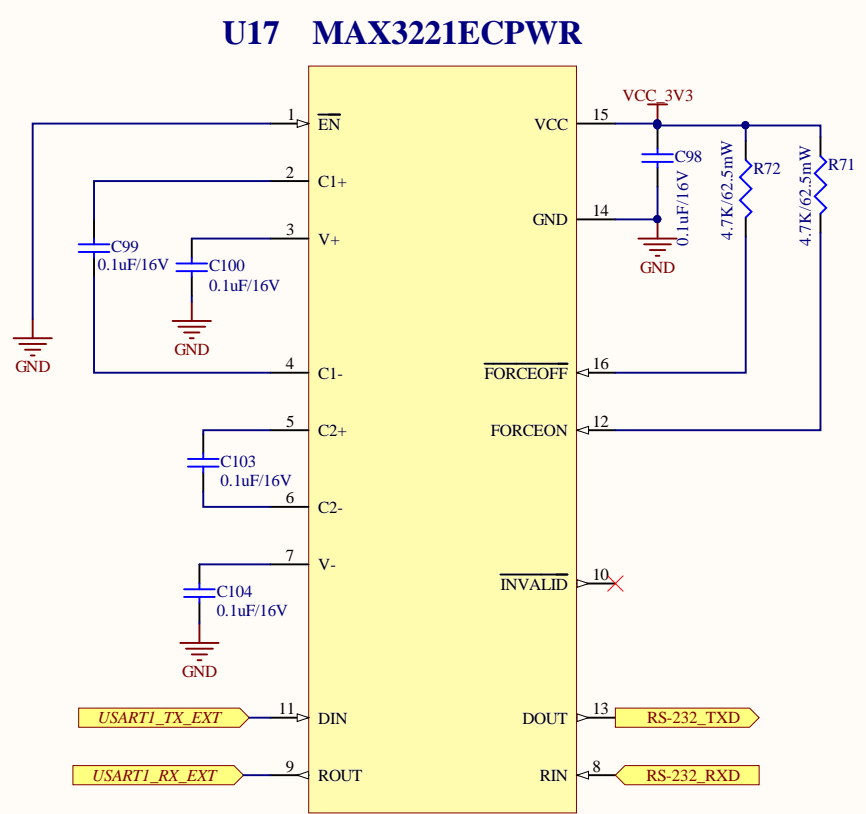 U17 MAX3221ECPWR
1
EN
2
C1+
3
V+
C99
0.1uF/16V
C100
0.1uF/16V
GND
GND
4
C1-
5
C2+
C103
0.1uF/16V
6
C2-
7
V-
C104
0.1uF/16V
GND
USART1_TX_EXT
11
DIN
USART1_RX_EXT
9
ROUT
VCC
15
VCC_3V3
C98
0.1uF/16V
R72
4.7K/62.5mW
R71
4.7K/62.5mW
GND
14
GND
FORCEOFF
16
FORCEON
12
INVALID
10
DOUT
13
RS-232_TXD
RIN
8
RS-232_RXD